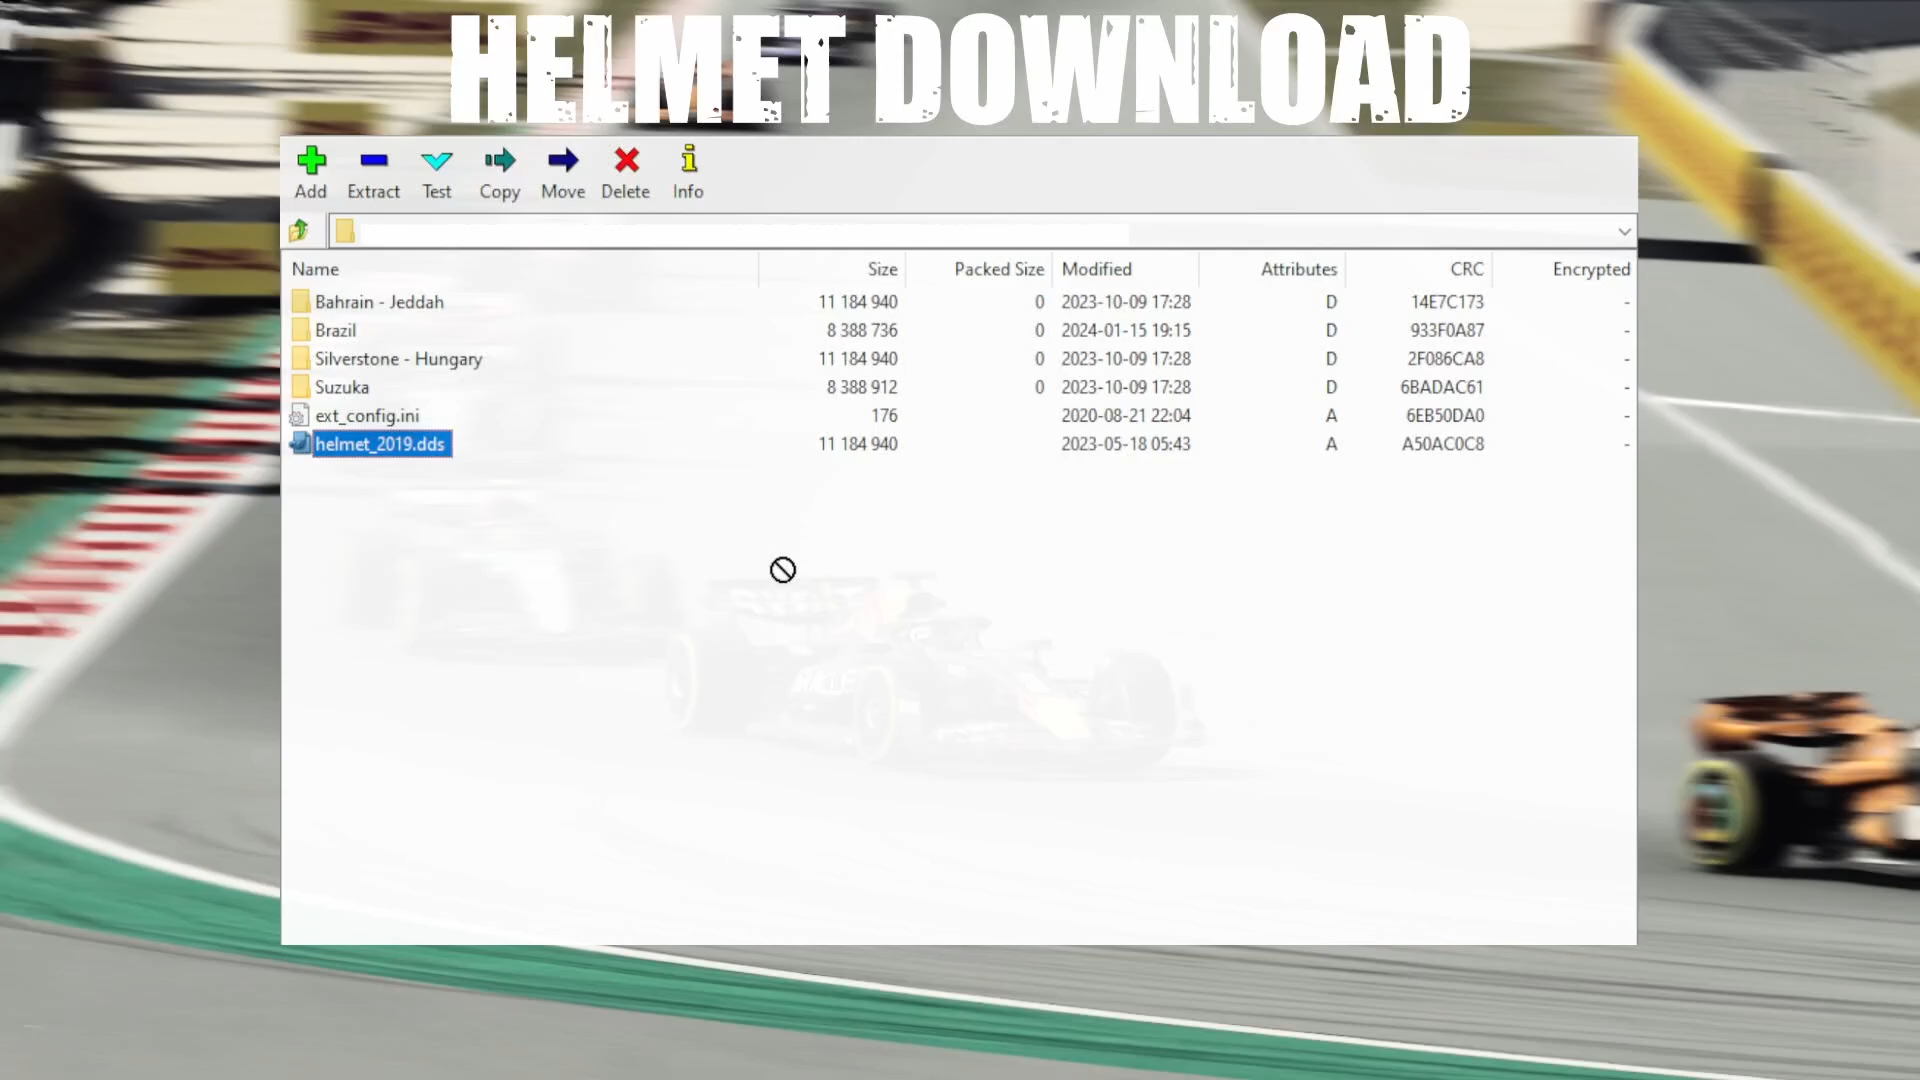 HELMET DOWNLOAD
Add Extract Test Copy Move Delete Info
Name Size Packed Size Modified Attributes CRC Encrypted
Bahrain - Jeddah 11 184 940 0 2023-10-09 17:28 D 14E7C173 -
Brazil 8 388 736 0 2024-01-15 19:15 D 933F0A87 -
Silverstone - Hungary 11 184 940 0 2023-10-09 17:28 D 2F086CA8 -
Suzuka 8 388 912 0 2023-10-09 17:28 D 6BADAC61 -
ext_config.ini 176 2020-08-21 22:04 A 6EB50DA0 -
helmet_2019.dds 11 184 940 2023-05-18 05:43 A A50AC0C8 -